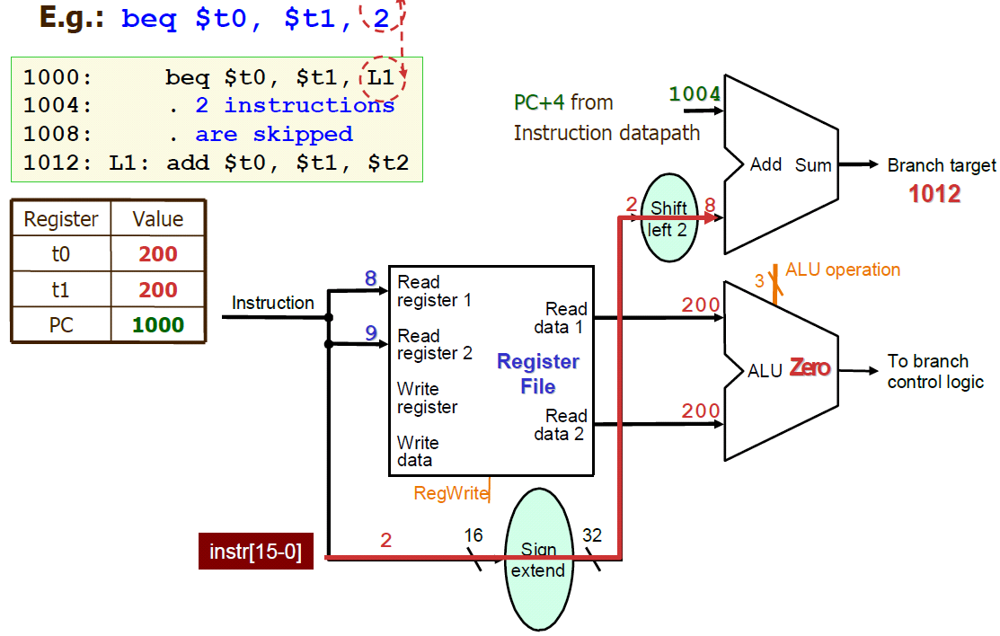 E.g.: beq $t0, $t1, 2
1000: beq $t0, $t1, L1
1004: . 2 instructions
1008: . are skipped
1012: L1: add $t0, $t1, $t2
Register Value
t0 200
t1 200
PC 1000
PC+4 from
Instruction datapath
1004
Add Sum
Branch target
1012
2
Shift
left 2
8
3
ALU operation
Instruction
8
9
Read
register 1
Read
register 2
Write
register
Write
data
Register
File
Read
data 1
Read
data 2
RegWrite
200
200
ALU Zero
To branch
control logic
instr[15-0]
2
16
Sign
extend
32